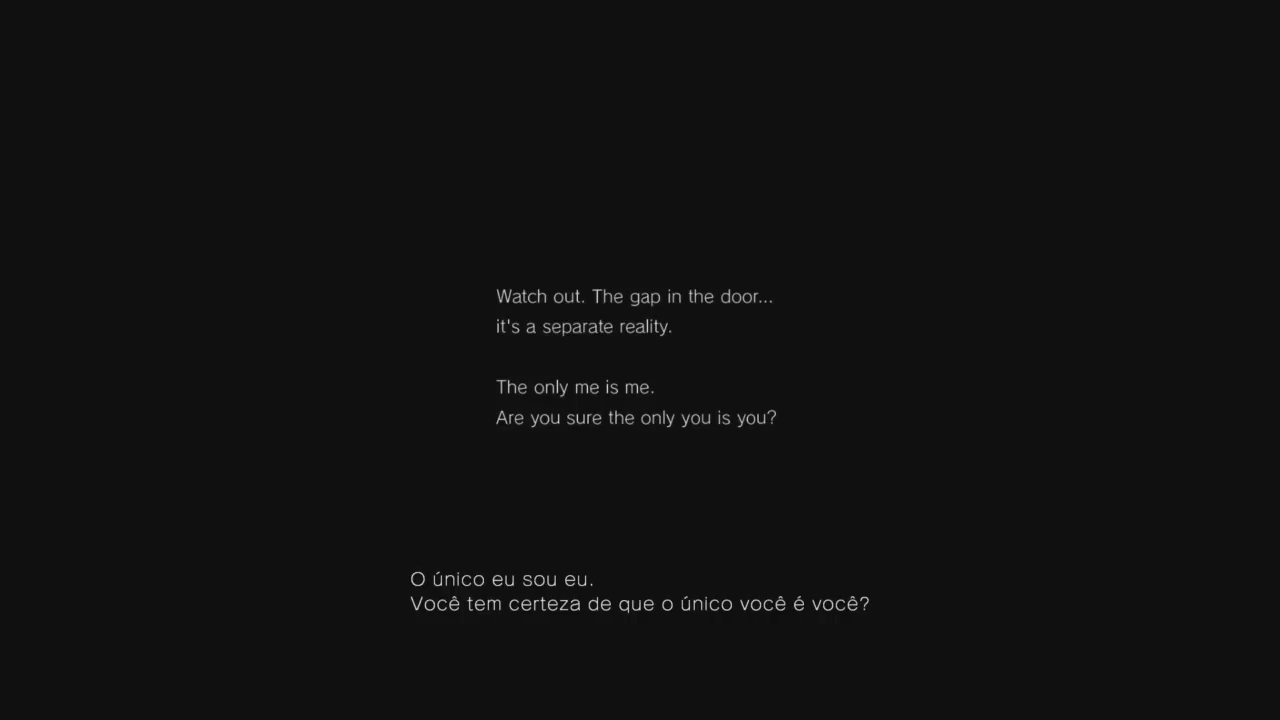 Watch out. The gap in the door...
it's a separate reality.
The only me is me.
Are you sure the only you is you?
O único eu sou eu.
Você tem certeza de que o único você é você?